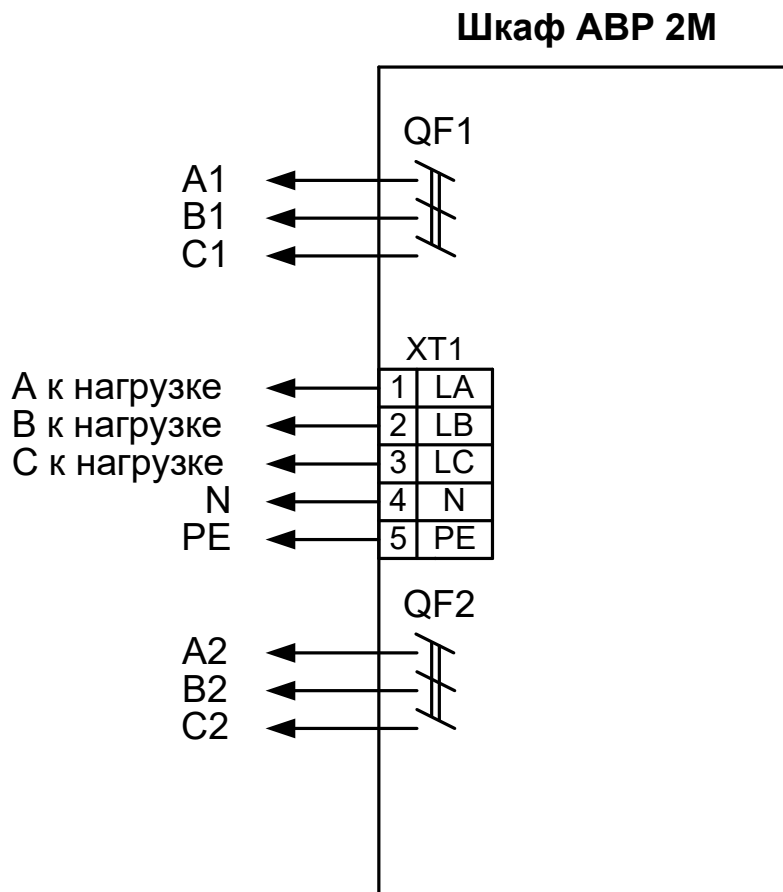 Шкаф АВР 2М
QF1
A1
B1
C1
XT1
А к нагрузке 1 LA
В к нагрузке 2 LB
С к нагрузке 3 LC
N 4 N
PE 5 PE
QF2
A2
B2
C2